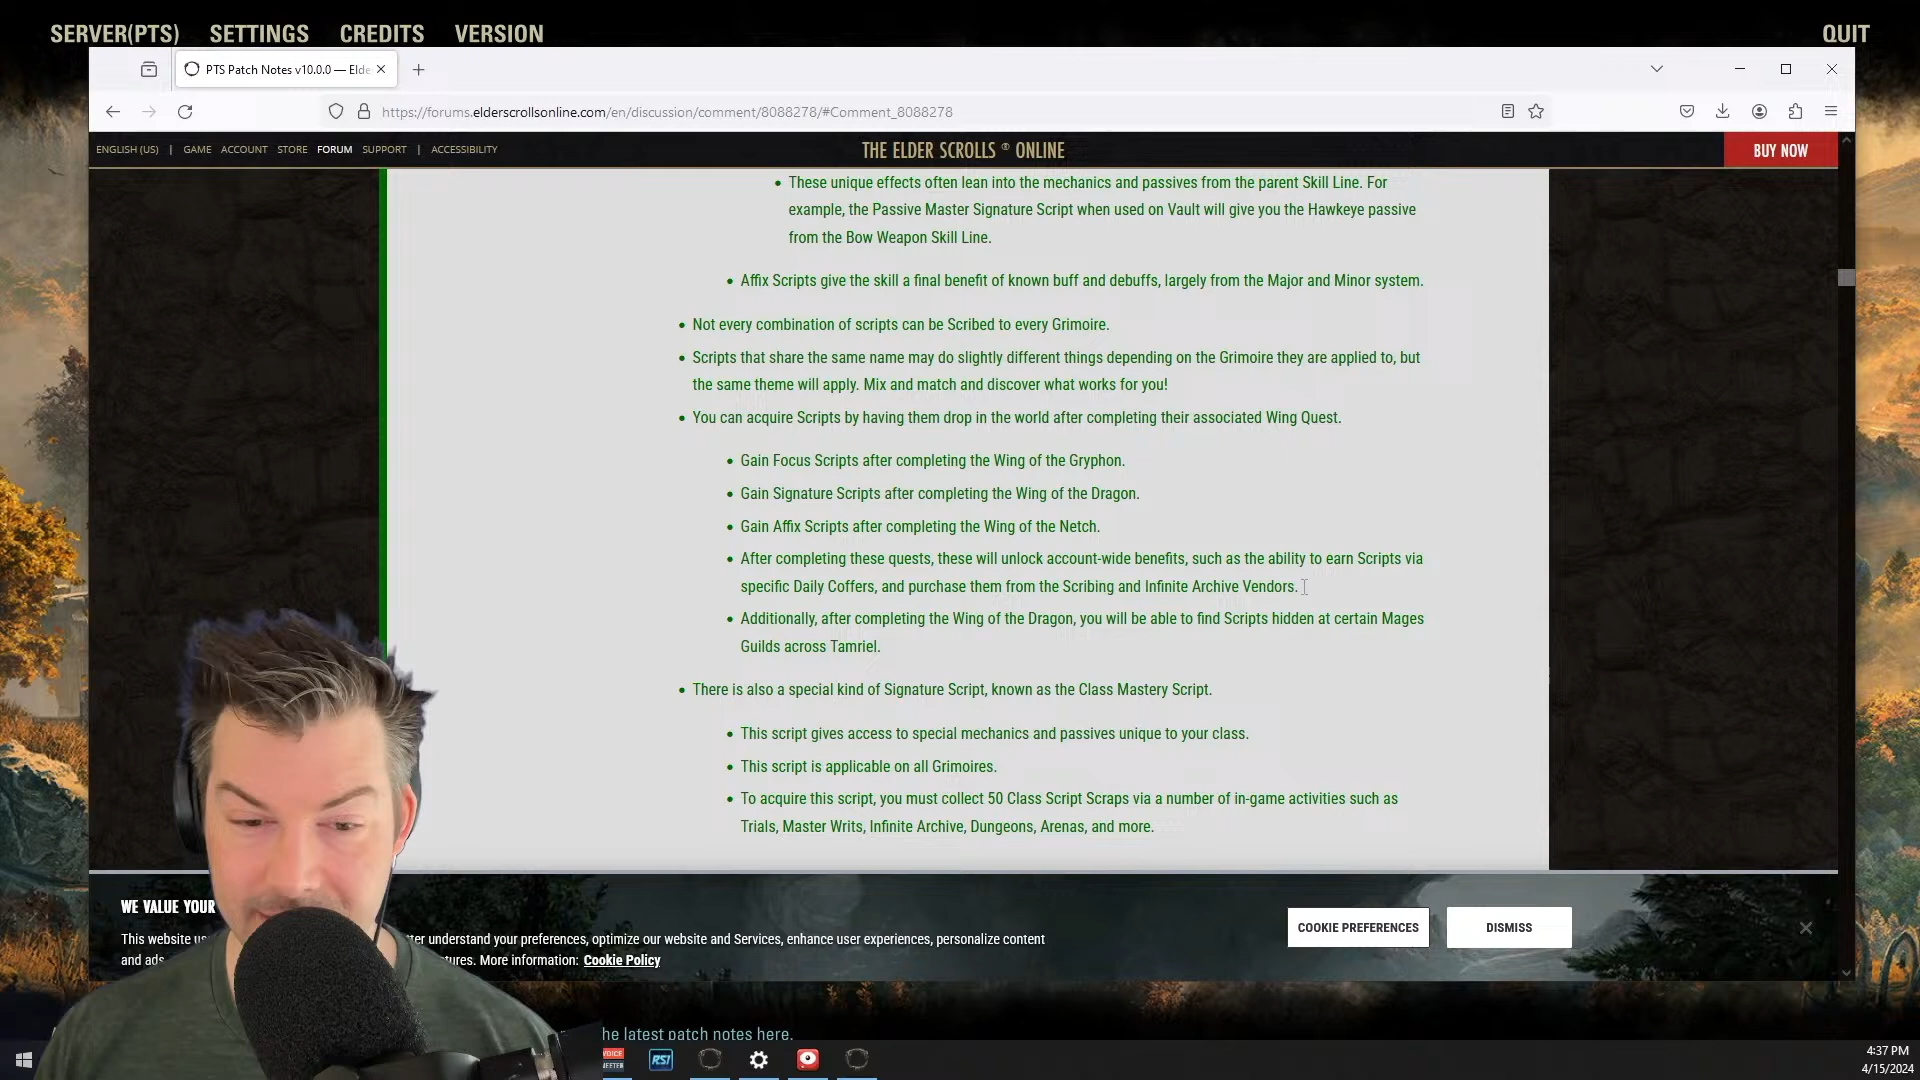 SERVER(PTS) SETTINGS CREDITS VERSION QUIT
PTS Patch Notes v10.0.0 — Elde
https://forums.elderscrollsonline.com/en/discussion/comment/8088278/#Comment_8088278
ENGLISH (US) | GAME ACCOUNT STORE FORUM SUPPORT | ACCESSIBILITY
THE ELDER SCROLLS ® ONLINE
BUY NOW
These unique effects often lean into the mechanics and passives from the parent Skill Line. For
example, the Passive Master Signature Script when used on Vault will give you the Hawkeye passive
from the Bow Weapon Skill Line.
Affix Scripts give the skill a final benefit of known buff and debuffs, largely from the Major and Minor system.
Not every combination of scripts can be Scribed to every Grimoire.
Scripts that share the same name may do slightly different things depending on the Grimoire they are applied to, but
the same theme will apply. Mix and match and discover what works for you!
You can acquire Scripts by having them drop in the world after completing their associated Wing Quest.
Gain Focus Scripts after completing the Wing of the Gryphon.
Gain Signature Scripts after completing the Wing of the Dragon.
Gain Affix Scripts after completing the Wing of the Netch.
After completing these quests, these will unlock account-wide benefits, such as the ability to earn Scripts via
specific Daily Coffers, and purchase them from the Scribing and Infinite Archive Vendors.
Additionally, after completing the Wing of the Dragon, you will be able to find Scripts hidden at certain Mages
Guilds across Tamriel.
There is also a special kind of Signature Script, known as the Class Mastery Script.
This script gives access to special mechanics and passives unique to your class.
This script is applicable on all Grimoires.
To acquire this script, you must collect 50 Class Script Scraps via a number of in-game activities such as
Trials, Master Writs, Infinite Archive, Dungeons, Arenas, and more.
WE VALUE YOUR
This website us
ter understand your preferences, optimize our website and Services, enhance user experiences, personalize content
and ads
tures. More information: Cookie Policy
COOKIE PREFERENCES
DISMISS
he latest patch notes here.
VOICE
MEETER
RSI
4:37 PM
4/15/2024